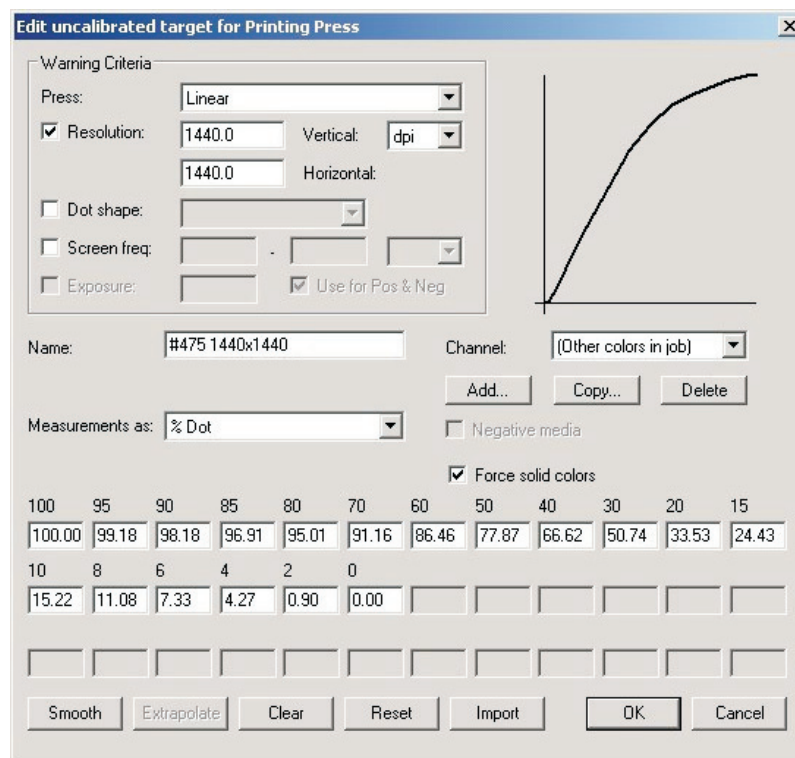 Edit uncalibrated target for Printing Press
Warning Criteria
Press: Linear
Resolution: 1440.0 Vertical: dpi
1440.0 Horizontal:
Dot shape:
Screen freq: -
Exposure: Use for Pos & Neg
Name: #475 1440x1440 Channel: (Other colors in job)
Add... Copy... Delete
Measurements as: % Dot Negative media
Force solid colors
100 95 90 85 80 70 60 50 40 30 20 15
100.00 99.18 98.18 96.91 95.01 91.16 86.46 77.87 66.62 50.74 33.53 24.43
10 8 6 4 2 0
15.22 11.08 7.33 4.27 0.90 0.00
Smooth Extrapolate Clear Reset Import OK Cancel